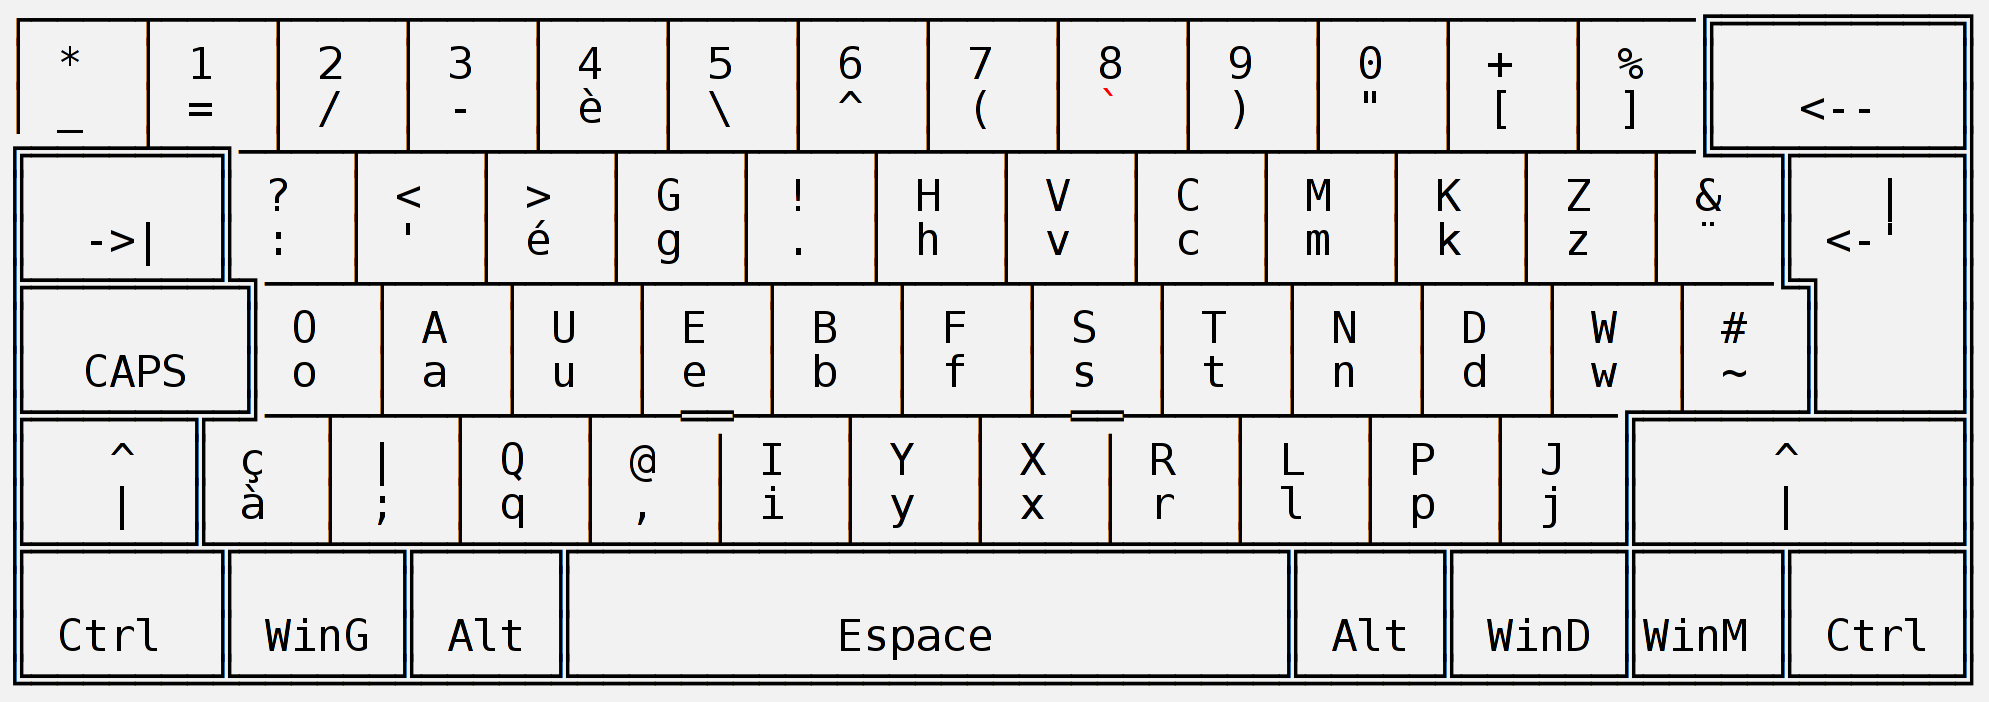 * 1 2 3 4 5 6 7 8 9 0 + %
_ = / - è \ ^ ( ` ) " [ ] <--
? < > G ! H V C M K Z & |
->| : ' é g . h v c m k z ¨ <-'
O A U E B F S T N D W #
CAPS o a u e b f s t n d w ~
^ ç | Q @ I Y X R L P J ^
| à ; q , i y x r l p j |
Ctrl WinG Alt Espace Alt WinD WinM Ctrl